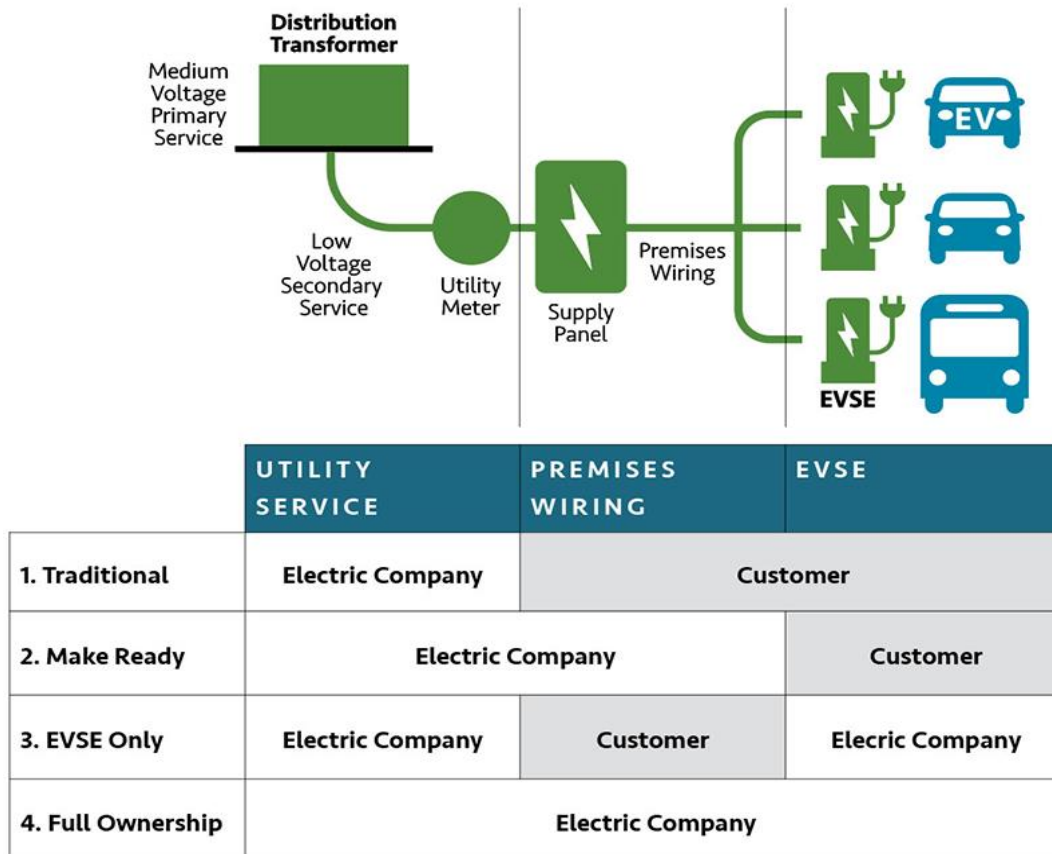 Distribution
Transformer
Medium
Voltage
Primary
Service
EV
Low
Voltage
Secondary
Service
Utility
Meter
Supply
Panel
Premises
Wiring
EVSE
UTILITY
SERVICE
PREMISES
WIRING
EVSE
1. Traditional
Electric Company
Customer
2. Make Ready
Electric Company
Customer
3. EVSE Only
Electric Company
Customer
Elecric Company
4. Full Ownership
Electric Company